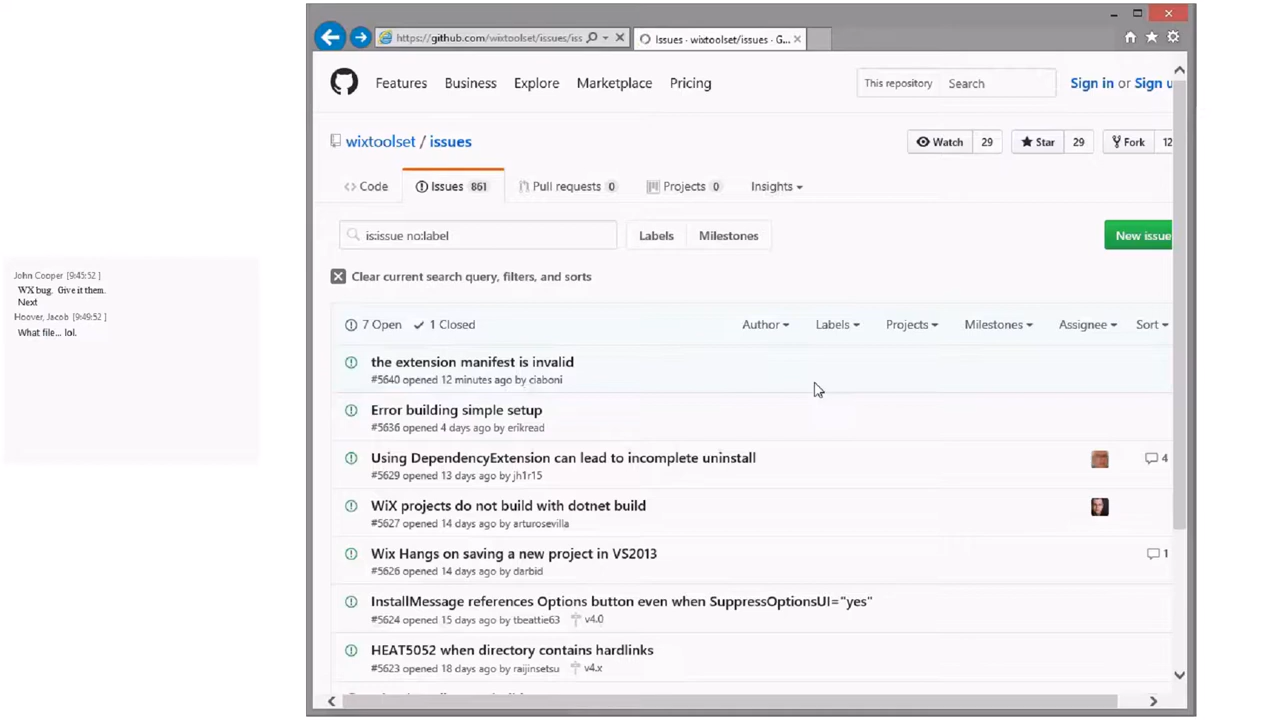 https://github.com/wixtoolset/issues/iss
Issues · wixtoolset/issues · G...
Features Business Explore Marketplace Pricing
This repository Search
Sign in or Sign u
wixtoolset / issues
Watch 29 Star 29 Fork 12
Code Issues 861 Pull requests 0 Projects 0 Insights
is:issue no:label
Labels Milestones
New issue
Clear current search query, filters, and sorts
7 Open 1 Closed
Author Labels Projects Milestones Assignee Sort
the extension manifest is invalid
#5640 opened 12 minutes ago by ciaboni
Error building simple setup
#5636 opened 4 days ago by erikread
Using DependencyExtension can lead to incomplete uninstall 4
#5629 opened 13 days ago by jh1r15
WiX projects do not build with dotnet build
#5627 opened 14 days ago by arturosevilla
Wix Hangs on saving a new project in VS2013 1
#5626 opened 14 days ago by darbid
InstallMessage references Options button even when SuppressOptionsUI="yes"
#5624 opened 15 days ago by tbeattie63 v4.0
HEAT5052 when directory contains hardlinks
#5623 opened 18 days ago by raijinsetsu v4.x
John Cooper [9:45:52 ]
WX bug. Give it them.
Next
Hoover, Jacob [9:49:52 ]
What file... lol.